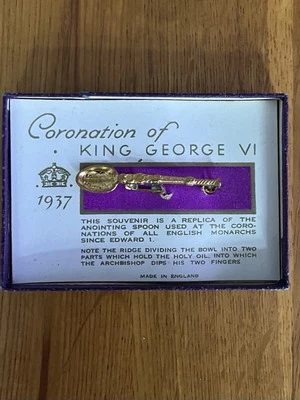 Coronation of
KING GEORGE VI
1937
THIS SOUVENIR IS A REPLICA OF THE
ANOINTING SPOON USED AT THE CORO-
NATIONS OF ALL ENGLISH MONARCHS
SINCE EDWARD 1.
NOTE THE RIDGE DIVIDING THE BOWL INTO TWO
PARTS WHICH HOLD THE HOLY OIL, INTO WHICH
THE ARCHBISHOP DIPS HIS TWO FINGERS
MADE IN ENGLAND